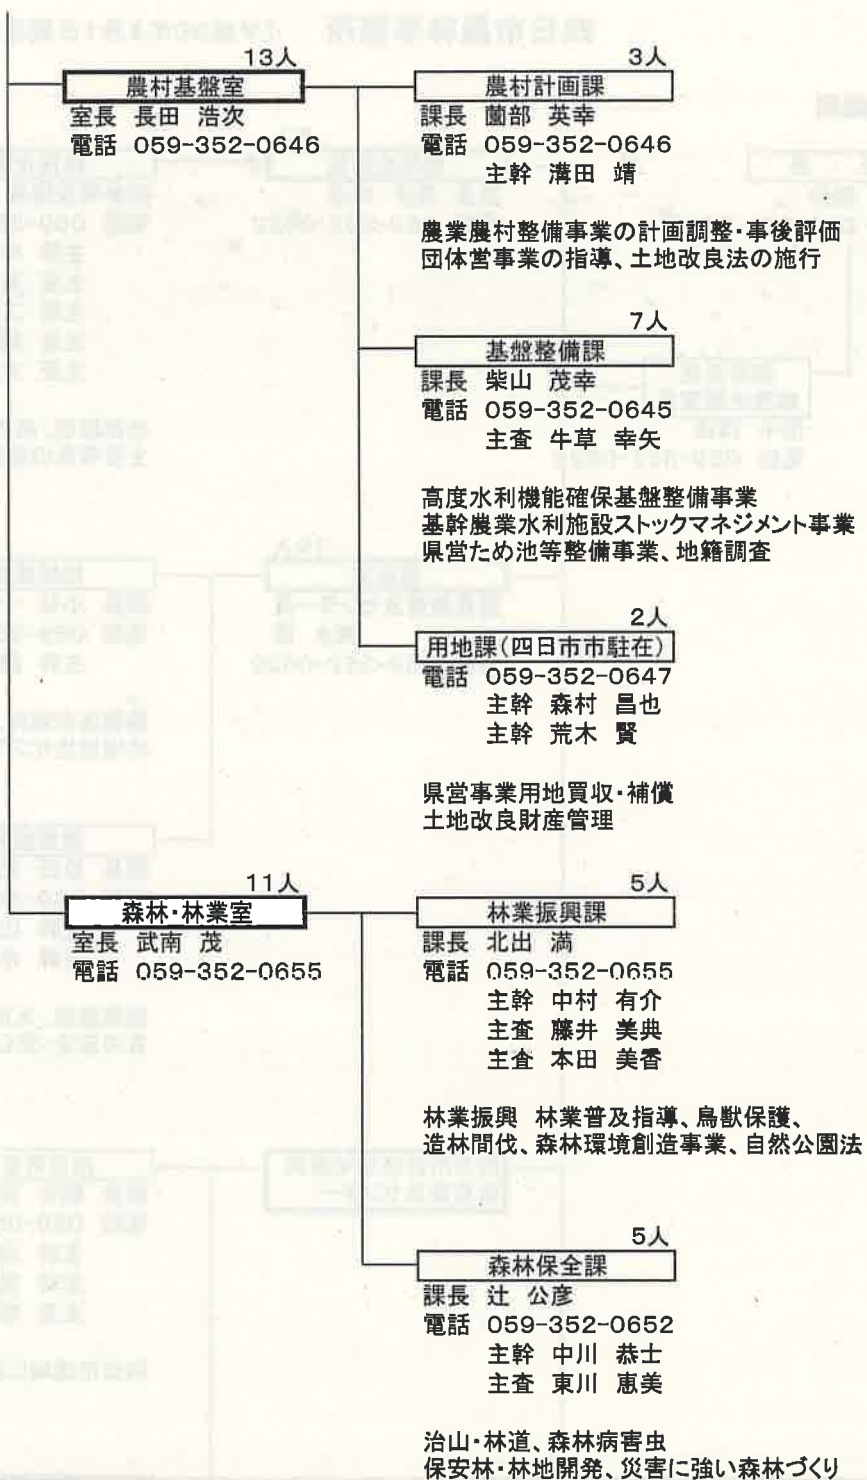 13人
農村基盤室
室長 長田 浩次
電話 059-352-0646
3人
農村計画課
課長 薗部 英幸
電話 059-352-0646
主幹 溝田 靖
農業農村整備事業の計画調整・事後評価
団体営事業の指導、土地改良法の施行
7人
基盤整備課
課長 柴山 茂幸
電話 059-352-0645
主査 牛草 幸矢
高度水利機能確保基盤整備事業
基幹農業水利施設ストックマネジメント事業
県営ため池等整備事業、地籍調査
2人
用地課(四日市市駐在)
電話 059-352-0647
主幹 森村 昌也
主幹 荒木 賢
県営事業用地買収・補償
土地改良財産管理
11人
森林・林業室
室長 武南 茂
電話 059-352-0655
5人
林業振興課
課長 北出 満
電話 059-352-0655
主幹 中村 有介
主査 藤井 美典
主査 本田 美香
林業振興 林業普及指導、鳥獣保護、
造林間伐、森林環境創造事業、自然公園法
5人
森林保全課
課長 辻 公彦
電話 059-352-0652
主幹 中川 恭士
主査 東川 恵美
治山・林道、森林病害虫
保安林・林地開発、災害に強い森林づくり